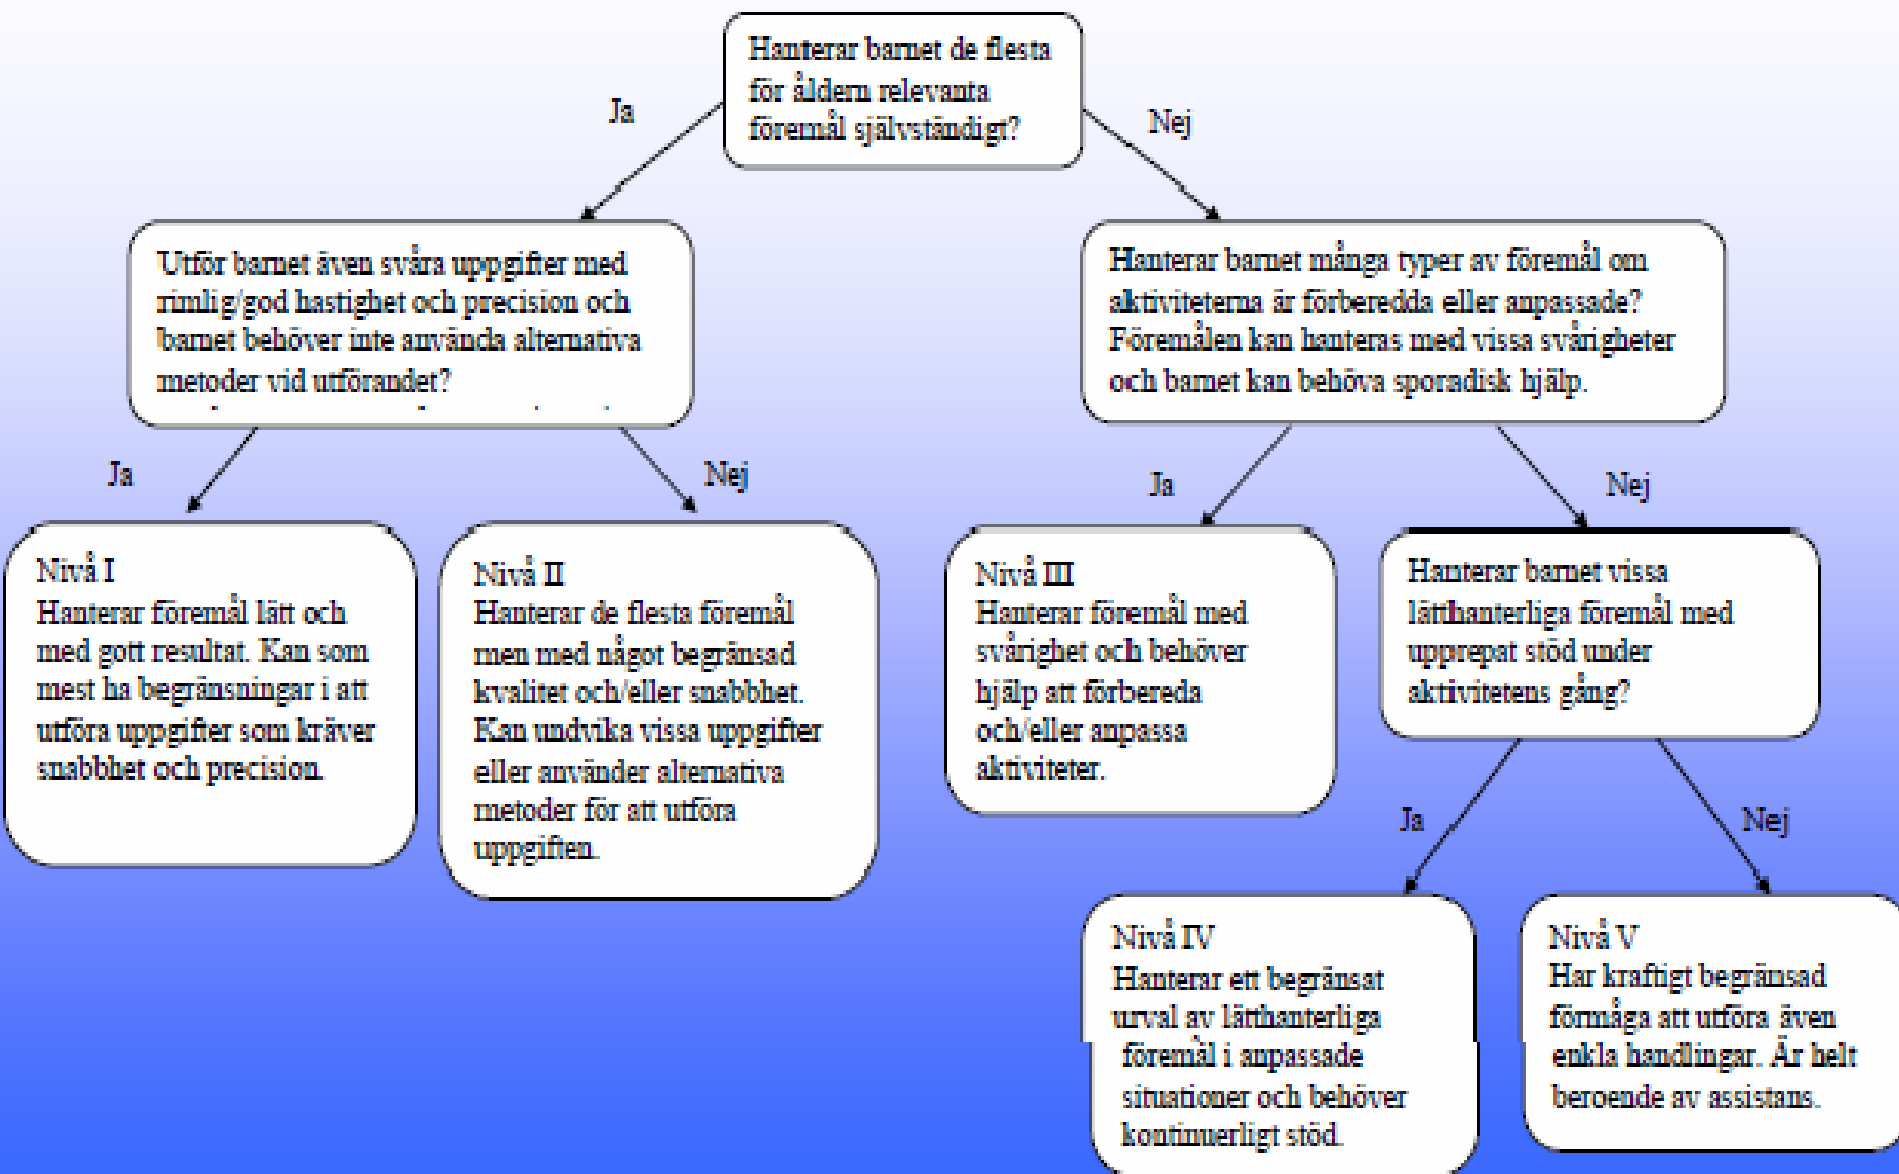 Hanterar barnet de flesta
för åldern relevanta
föremål självständigt?
Ja
Nej
Utför barnet även svåra uppgifter med
rimlig/god hastighet och precision och
barnet behöver inte använda alternativa
metoder vid utförandet?
Hanterar barnet många typer av föremål om
aktiviteterna är förberedda eller anpassade?
Föremålen kan hanteras med vissa svårigheter
och barnet kan behöva sporadisk hjälp.
Ja
Nej
Ja
Nej
Nivå I
Hanterar föremål lätt och
med gott resultat. Kan som
mest ha begränsningar i att
utföra uppgifter som kräver
snabbhet och precision.
Nivå II
Hanterar de flesta föremål
men med något begränsad
kvalitet och/eller snabbhet.
Kan undvika vissa uppgifter
eller använder alternativa
metoder för att utföra
uppgiften.
Nivå III
Hanterar föremål med
svårighet och behöver
hjälp att förbereda
och/eller anpassa
aktiviteter.
Hanterar barnet vissa
lätthanterliga föremål med
upprepat stöd under
aktivitetens gång?
Ja
Nej
Nivå IV
Hanterar ett begränsat
urval av lätthanterliga
föremål i anpassade
situationer och behöver
kontinuerligt stöd.
Nivå V
Har kraftigt begränsad
förmåga att utföra även
enkla handlingar. Är helt
beroende av assistans.